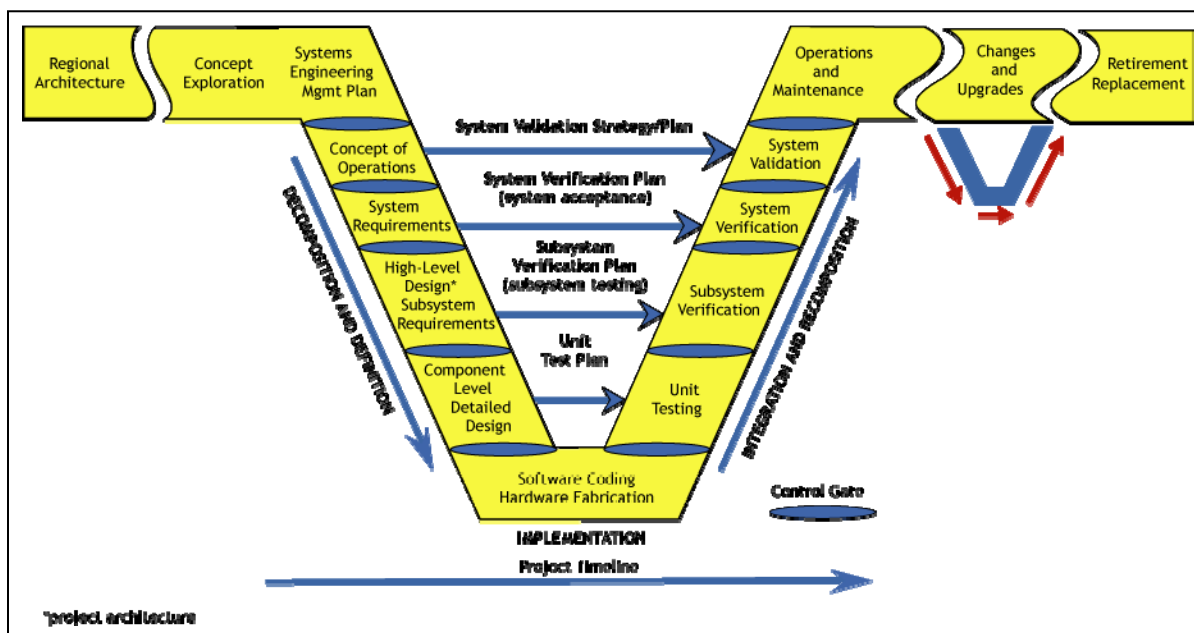 Regional
Architecture
Concept
Exploration
Systems
Engineering
Mgmt Plan
Operations
and
Maintenance
Changes
and
Upgrades
Retirement
Replacement
System Validation Strategy/Plan
Concept of
Operations
System
Validation
System Verification Plan
(system acceptance)
System
Requirements
System
Verification
Subsystem
Verification Plan
(subsystem testing)
High-Level
Design*
Subsystem
Requirements
Subsystem
Verification
Unit
Test Plan
Component
Level
Detailed
Design
Unit
Testing
DECOMPOSITION AND DEFINITION
INTEGRATION AND RECOMPOSITION
Software Coding
Hardware Fabrication
Control Gate
IMPLEMENTATION
Project Timeline
*project architecture